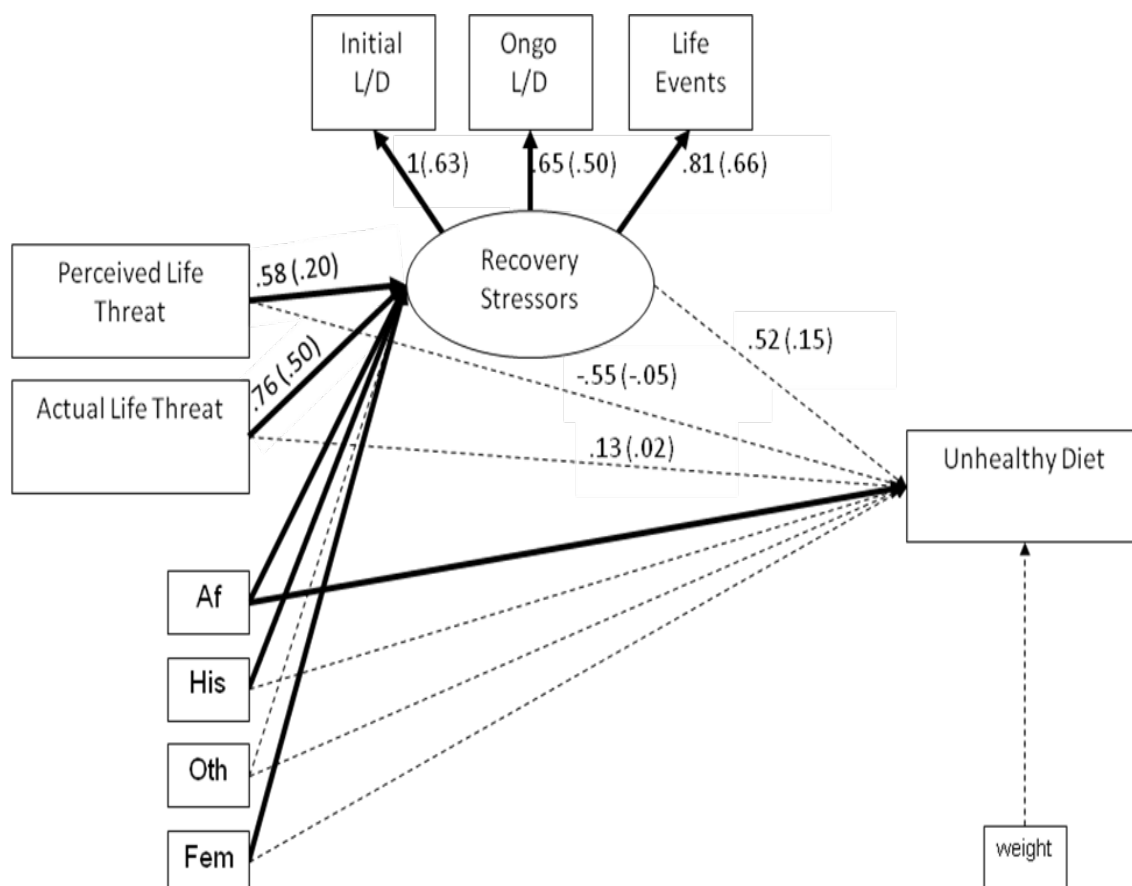 Initial
L/D
Ongo
L/D
Life
Events
1(.63)
.65 (.50)
.81 (.66)
Perceived Life
Threat
.58 (.20)
Recovery
Stressors
.52 (.15)
-.55 (-.05)
.76 (.50)
Actual Life Threat
.13 (.02)
Unhealthy Diet
Af
His
Oth
Fem
weight